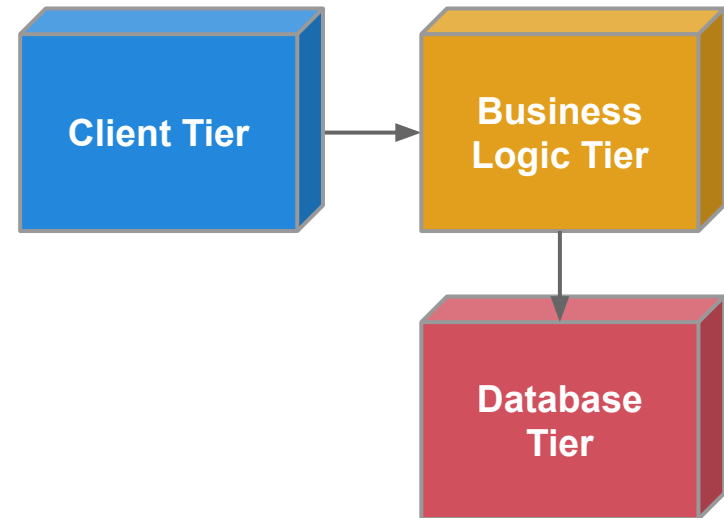 Client Tier
Business
Logic Tier
Database
Tier